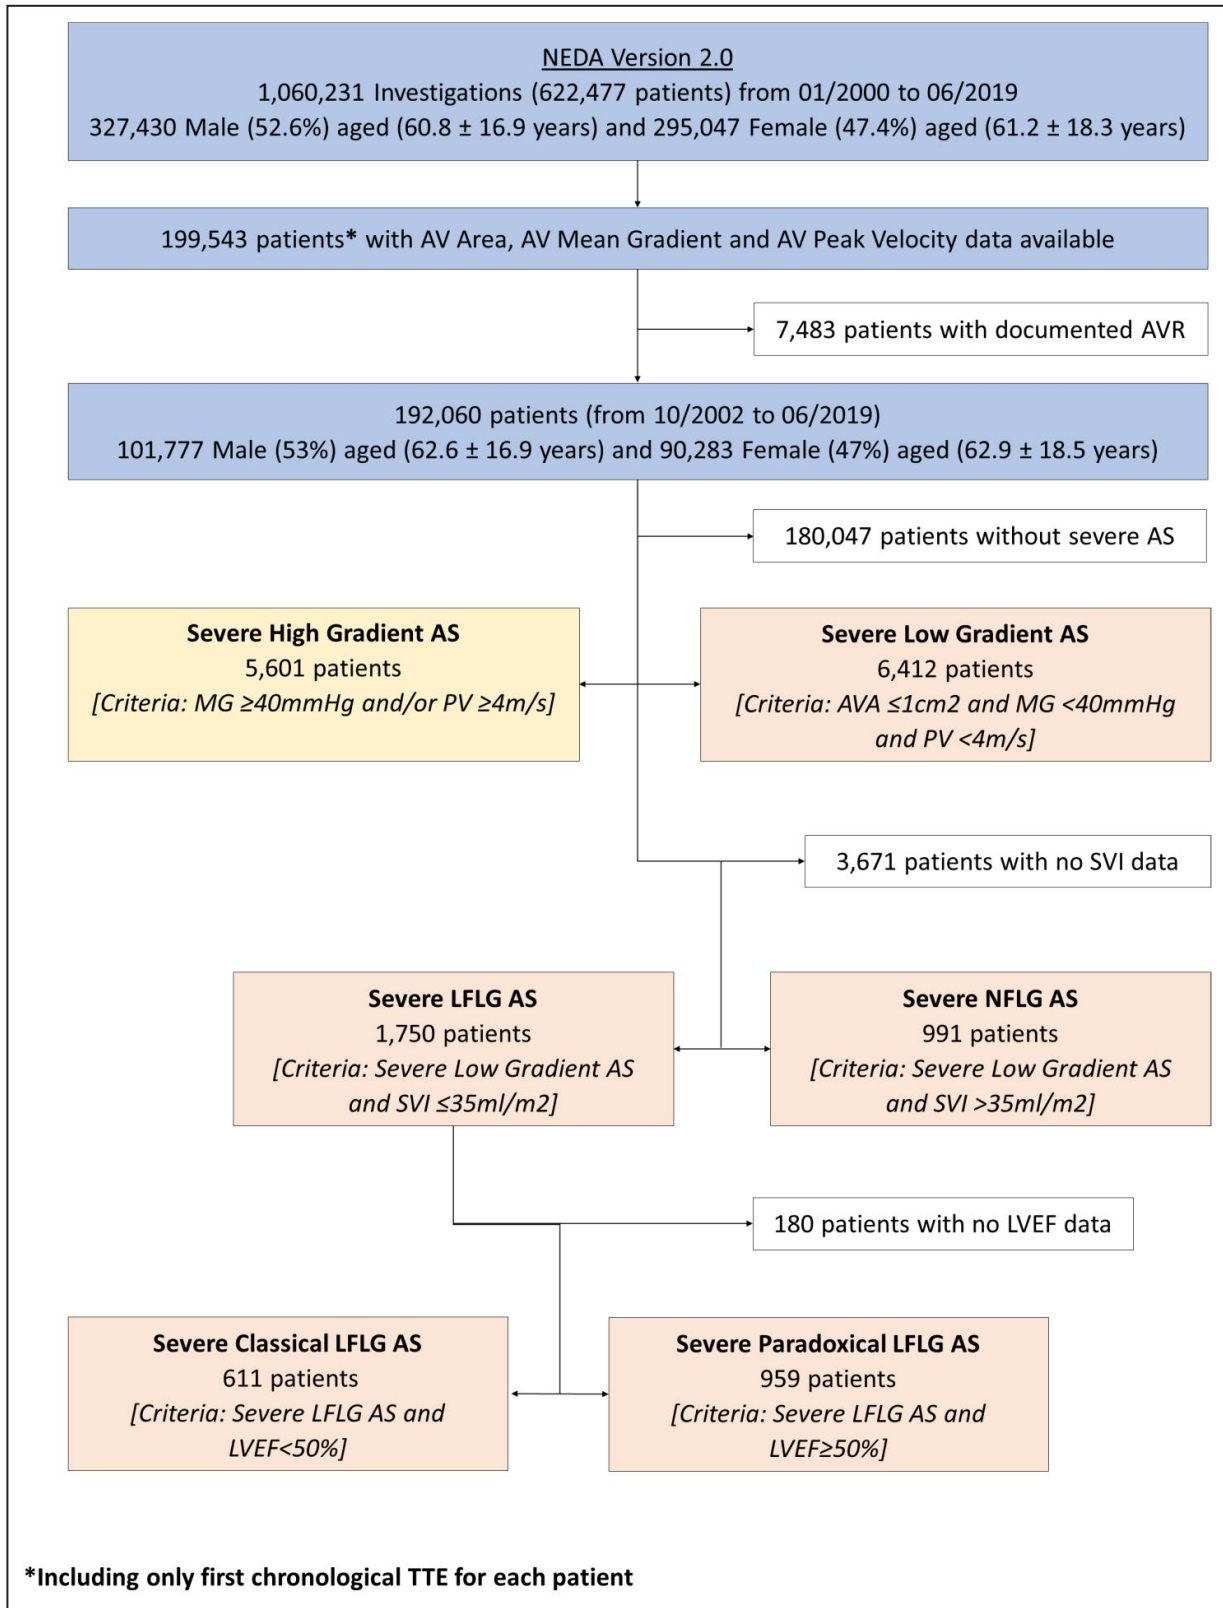 NEDA Version 2.0
1,060,231 Investigations (622,477 patients) from 01/2000 to 06/2019
327,430 Male (52.6%) aged (60.8 ± 16.9 years) and 295,047 Female (47.4%) aged (61.2 ± 18.3 years)
199,543 patients* with AV Area, AV Mean Gradient and AV Peak Velocity data available
7,483 patients with documented AVR
192,060 patients (from 10/2002 to 06/2019)
101,777 Male (53%) aged (62.6 ± 16.9 years) and 90,283 Female (47%) aged (62.9 ± 18.5 years)
180,047 patients without severe AS
Severe High Gradient AS
5,601 patients
[Criteria: MG ≥40mmHg and/or PV ≥4m/s]
Severe Low Gradient AS
6,412 patients
[Criteria: AVA ≤1cm2 and MG <40mmHg
and PV <4m/s]
3,671 patients with no SVI data
Severe LFLG AS
1,750 patients
[Criteria: Severe Low Gradient AS
and SVI ≤35ml/m2]
Severe NFLG AS
991 patients
[Criteria: Severe Low Gradient AS
and SVI >35ml/m2]
180 patients with no LVEF data
Severe Classical LFLG AS
611 patients
[Criteria: Severe LFLG AS and
LVEF<50%]
Severe Paradoxical LFLG AS
959 patients
[Criteria: Severe LFLG AS and
LVEF≥50%]
*Including only first chronological TTE for each patient